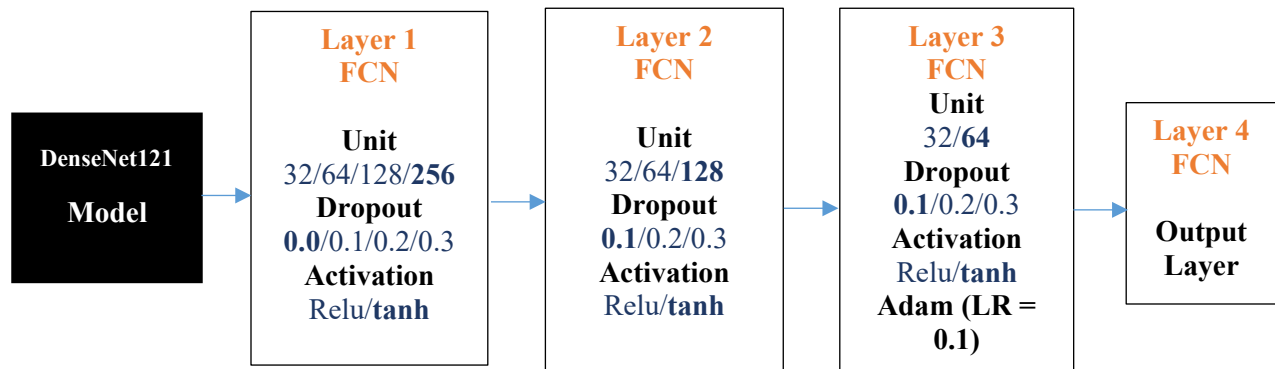 DenseNet121
Model
Layer 1
FCN
Unit
32/64/128/256
Dropout
0.0/0.1/0.2/0.3
Activation
Relu/tanh
Layer 2
FCN
Unit
32/64/128
Dropout
0.1/0.2/0.3
Activation
Relu/tanh
Layer 3
FCN
Unit
32/64
Dropout
0.1/0.2/0.3
Activation
Relu/tanh
Adam (LR =
0.1)
Layer 4
FCN
Output
Layer